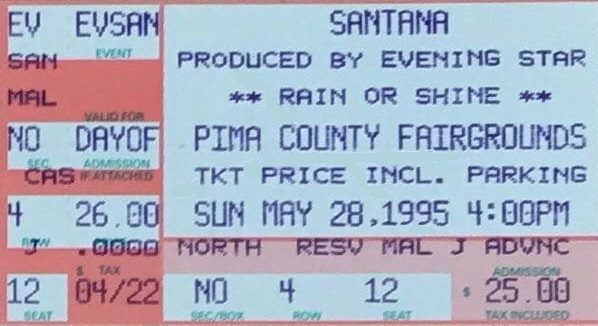 EV EVSAN SANTANA
EVENT
SAN PRODUCED BY EVENING STAR
MAL ** RAIN OR SHINE **
VALID FOR
NO DAYOF PIMA COUNTY FAIRGROUNDS
SEC. ADMISSION
CAS IF ATTACHED TKT PRICE INCL. PARKING
4 26.00 SUN MAY 28,1995 4:00PM
ROW
J .0000 NORTH RESV MAL J ADVNC
$ TAX ADMISSION
12 04/22 NO 4 12 $ 25.00
SEAT SEC/BOX ROW SEAT TAX INCLUDED